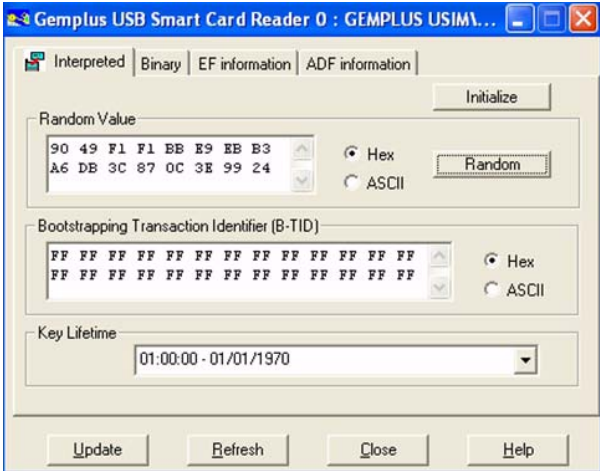 Gemplus USB Smart Card Reader 0 : GEMPLUS USIM\...
Interpreted Binary EF information ADF information
Initialize
Random Value
90 49 F1 F1 BB E9 EB B3
A6 DB 3C 87 0C 3E 99 24
Hex
ASCII
Random
Bootstrapping Transaction Identifier (B-TID)
FF FF FF FF FF FF FF FF FF FF FF FF FF
FF FF FF FF FF FF FF FF FF FF FF FF FF
Hex
ASCII
Key Lifetime
01:00:00 - 01/01/1970
Update Refresh Close Help